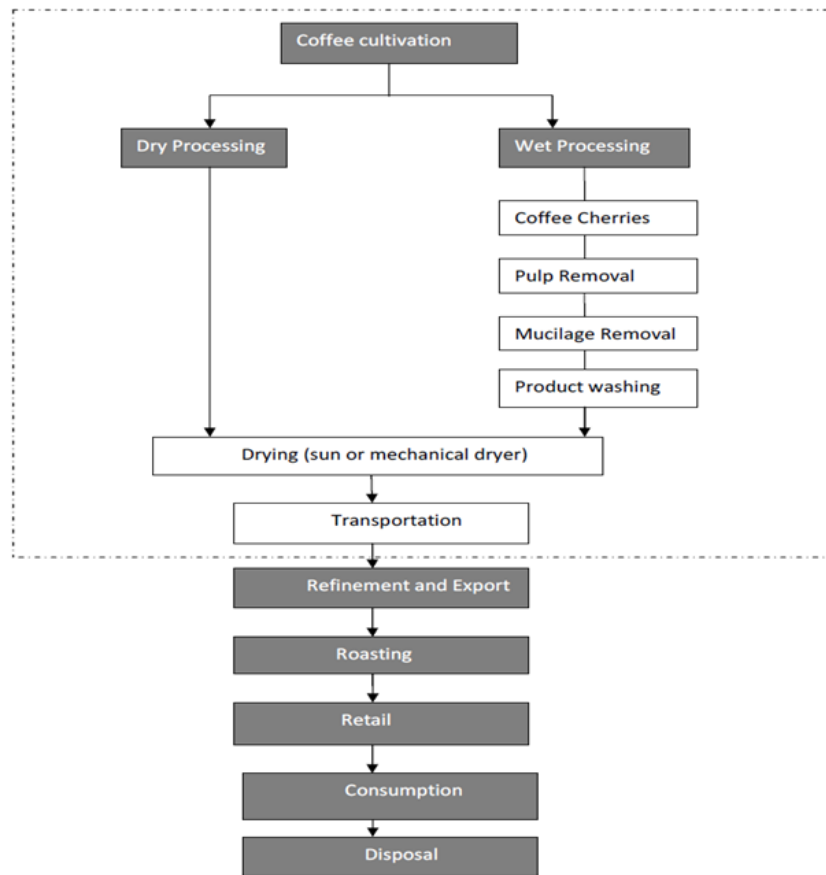 Coffee cultivation
Dry Processing
Wet Processing
Coffee Cherries
Pulp Removal
Mucilage Removal
Product washing
Drying (sun or mechanical dryer)
Transportation
Refinement and Export
Roasting
Retail
Consumption
Disposal